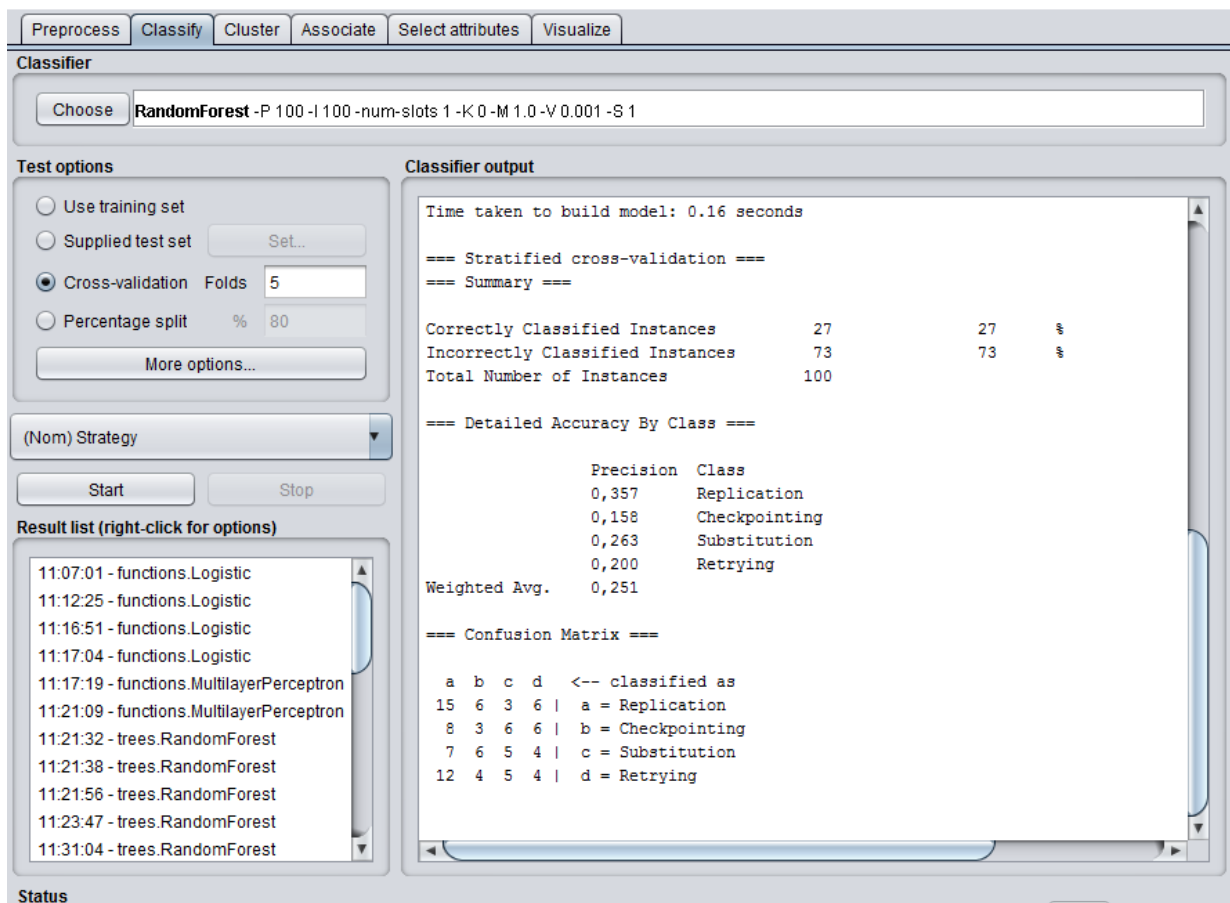 Preprocess Classify Cluster Associate Select attributes Visualize
Classifier
Choose RandomForest -P 100 -I 100 -num-slots 1 -K 0 -M 1.0 -V 0.001 -S 1
Test options
Use training set
Supplied test set Set...
Cross-validation Folds 5
Percentage split % 80
More options...
(Nom) Strategy
Start Stop
Result list (right-click for options)
11:07:01 - functions.Logistic
11:12:25 - functions.Logistic
11:16:51 - functions.Logistic
11:17:04 - functions.Logistic
11:17:19 - functions.MultilayerPerceptron
11:21:09 - functions.MultilayerPerceptron
11:21:32 - trees.RandomForest
11:21:38 - trees.RandomForest
11:21:56 - trees.RandomForest
11:23:47 - trees.RandomForest
11:31:04 - trees.RandomForest
Classifier output
Time taken to build model: 0.16 seconds
=== Stratified cross-validation ===
=== Summary ===
Correctly Classified Instances 27 27 %
Incorrectly Classified Instances 73 73 %
Total Number of Instances 100
=== Detailed Accuracy By Class ===
Precision Class
0,357 Replication
0,158 Checkpointing
0,263 Substitution
0,200 Retrying
Weighted Avg. 0,251
=== Confusion Matrix ===
a b c d <-- classified as
15 6 3 6 | a = Replication
8 3 6 6 | b = Checkpointing
7 6 5 4 | c = Substitution
12 4 5 4 | d = Retrying
Status